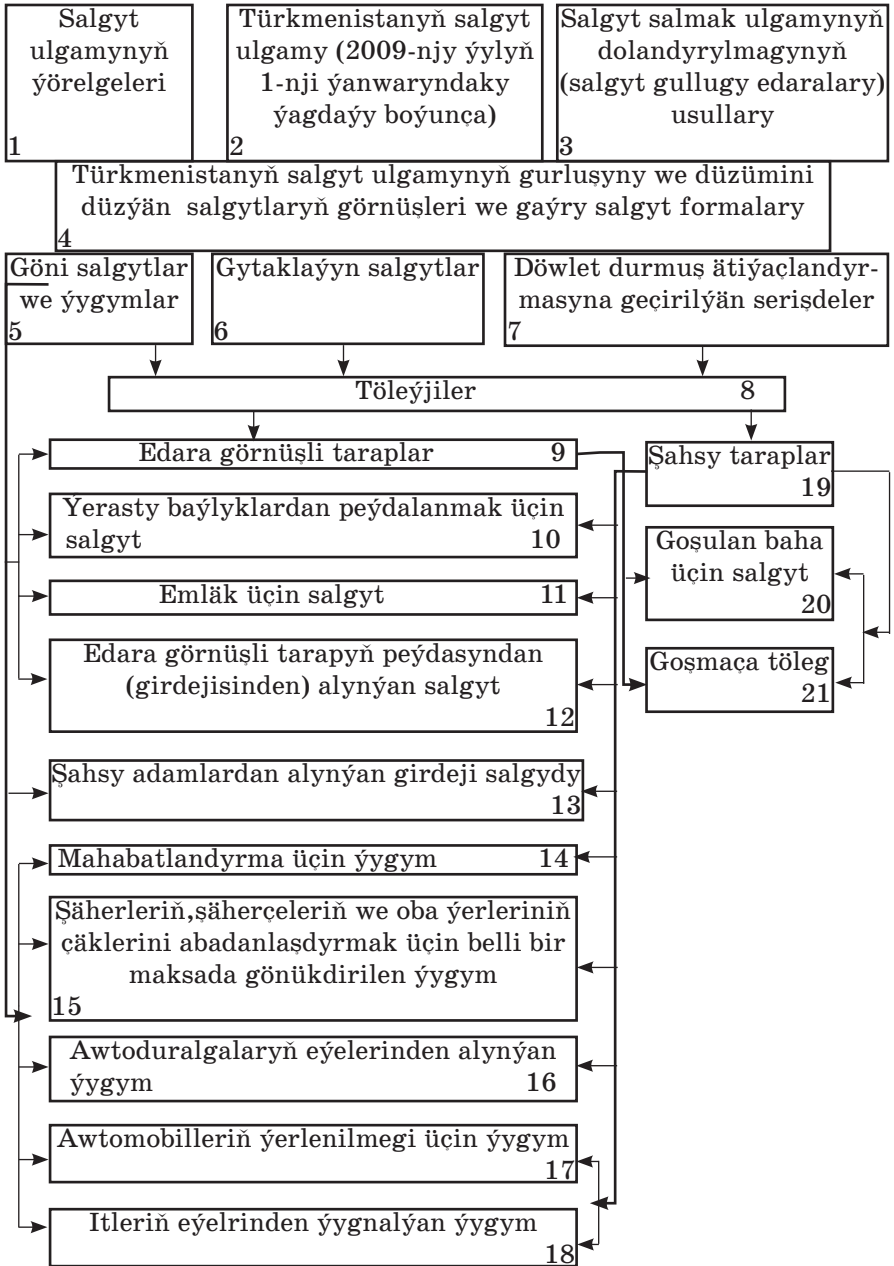 Salgyt
ulgamynyň
ýörelgeleri
1
Türkmenistanyň salgyt
ulgamy (2009-njy ýylyň
1-nji ýanwaryndaky
ýagdaýy boýunça)
2
Salgyt salmak ulgamynyň
dolandyrylmagynyň
(salgyt gullugy edaralary)
usullary
3
Türkmenistanyň salgyt ulgamynyň gurluşyny we düzümini
düzýän salgytlaryň görnüşleri we gaýry salgyt formalary
4
Göni salgytlar
we ýygymlar
5
Gytaklaýyn salgytlar
6
Döwlet durmuş ätiýaçlandyr-
masyna geçirilýän serişdeler
7
Töleýjiler 8
Edara görnüşli taraplar 9
Ýerasty baýlyklardan peýdalanmak üçin
salgyt 10
Emläk üçin salgyt 11
Edara görnüşli tarapyň peýdasyndan
(girdejisinden) alynýan salgyt
12
Şahsy adamlardan alynýan girdeji salgydy
13
Mahabatlandyrma üçin ýygym 14
Şäherleriň,şäherçeleriň we oba ýerleriniň
çäklerini abadanlaşdyrmak üçin belli bir
maksada gönükdirilen ýygym
15
Awtoduralgalaryň eýelerinden alynýan
ýygym 16
Awtomobilleriň ýerlenilmegi üçin ýygym
17
Itleriň eýelrinden ýygnalýan ýygym
18
Şahsy taraplar
19
Goşulan baha
üçin salgyt
20
Goşmaça töleg
21